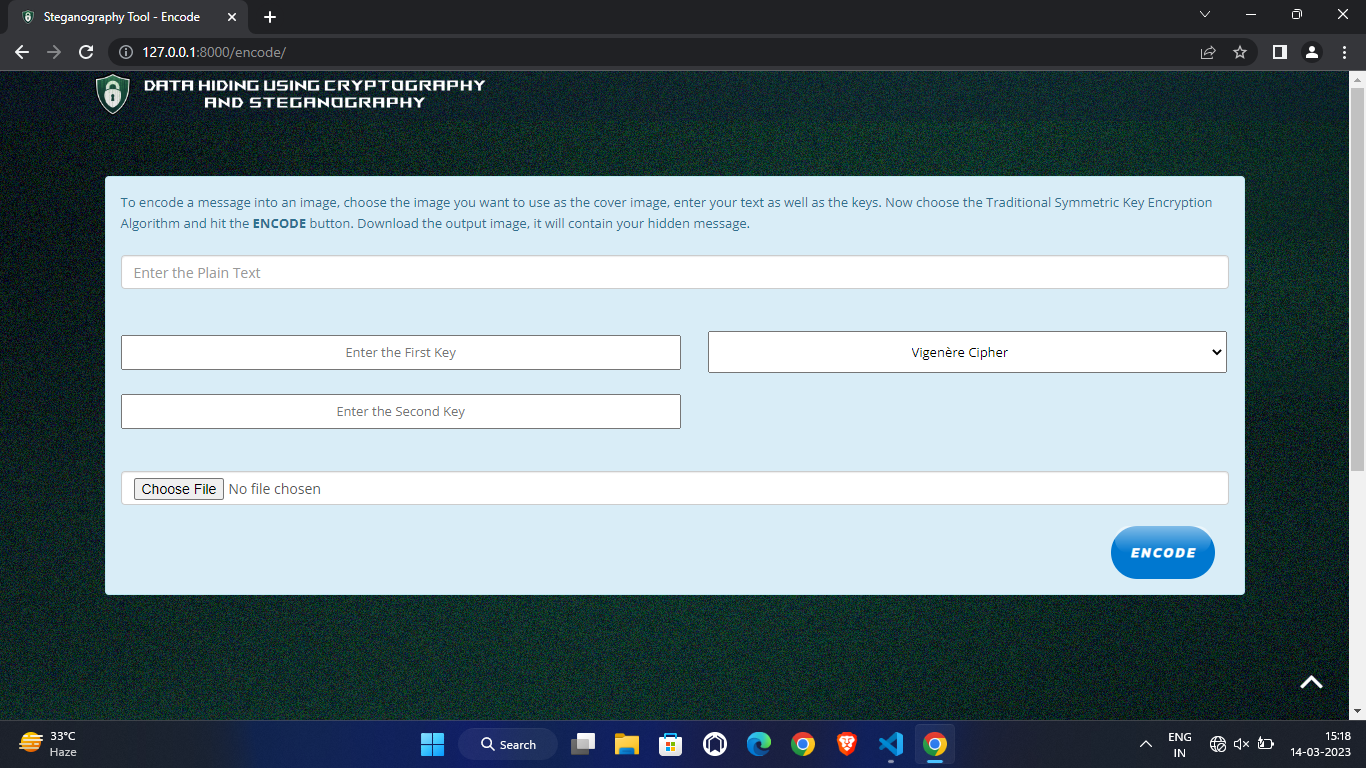 Steganography Tool - Encode
127.0.0.1:8000/encode/
DATA HIDING USING CRYPTOGRAPHY
AND STEGANOGRAPHY
To encode a message into an image, choose the image you want to use as the cover image, enter your text as well as the keys. Now choose the Traditional Symmetric Key Encryption
Algorithm and hit the ENCODE button. Download the output image, it will contain your hidden message.
Enter the Plain Text
Enter the First Key
Vigenère Cipher
Enter the Second Key
Choose File No file chosen
ENCODE
33°C
Haze
Search
ENG
IN
15:18
14-03-2023